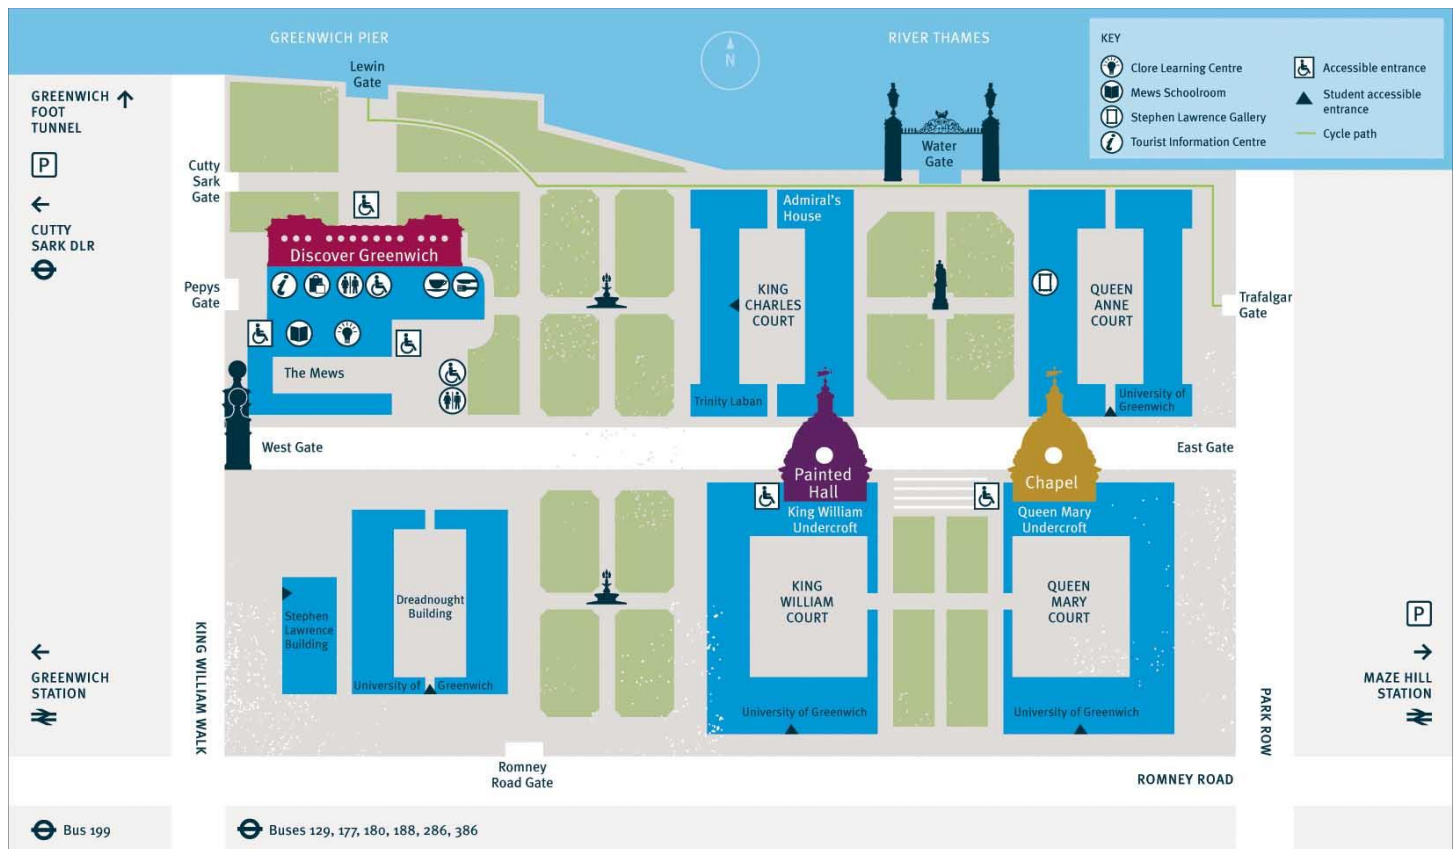 GREENWICH PIER
RIVER THAMES
N
KEY
Clore Learning Centre
Mews Schoolroom
Stephen Lawrence Gallery
Tourist Information Centre
Accessible entrance
Student accessible
entrance
Cycle path
Lewin
Gate
GREENWICH
FOOT
TUNNEL
P
CUTTY
SARK DLR
Cutty
Sark
Gate
Water
Gate
Admiral's
House
Discover Greenwich
i
Pepys
Gate
KING
CHARLES
COURT
QUEEN
ANNE
COURT
Trafalgar
Gate
The Mews
Trinity Laban
University of
Greenwich
West Gate
East Gate
Painted
Hall
Chapel
King William
Undercroft
Queen Mary
Undercroft
Dreadnought
Building
KING
WILLIAM
COURT
QUEEN
MARY
COURT
Stephen
Lawrence
Building
P
GREENWICH
STATION
KING WILLIAM WALK
University of Greenwich
University of Greenwich
University of Greenwich
MAZE HILL
STATION
PARK ROW
Romney
Road Gate
ROMNEY ROAD
Bus 199
Buses 129, 177, 180, 188, 286, 386